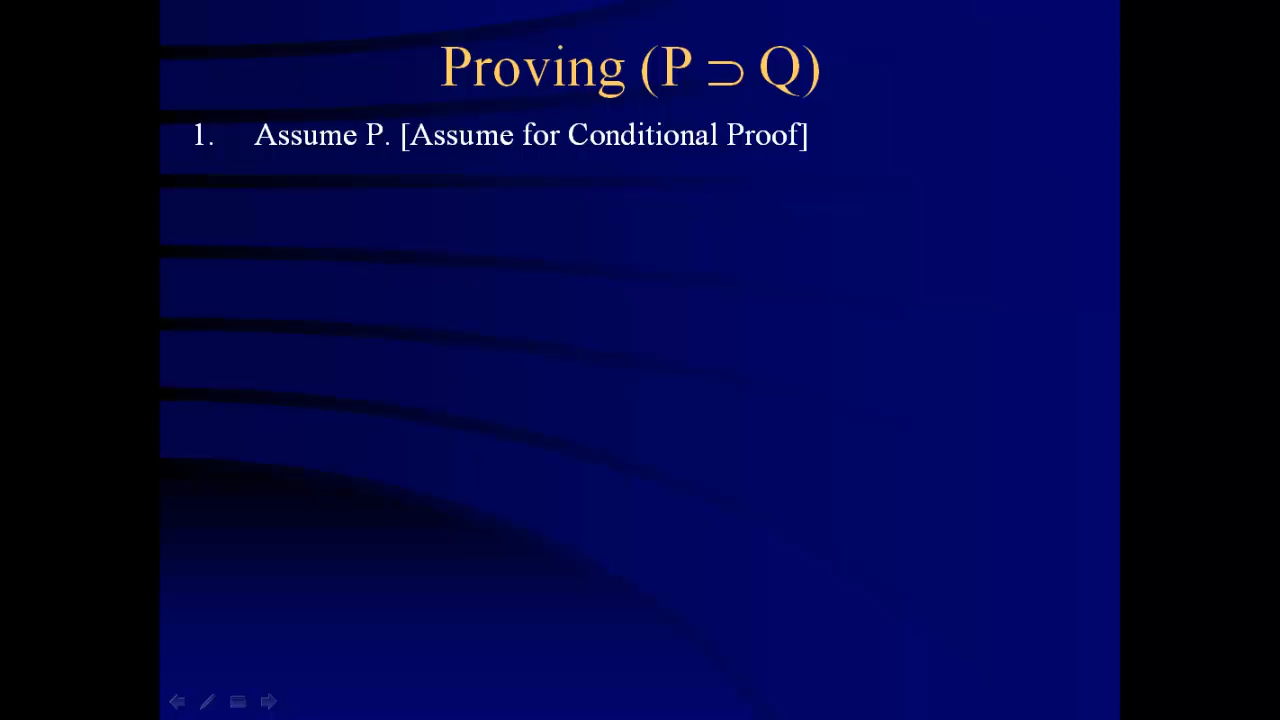 Proving (P ⊃ Q)
1. Assume P. [Assume for Conditional Proof]